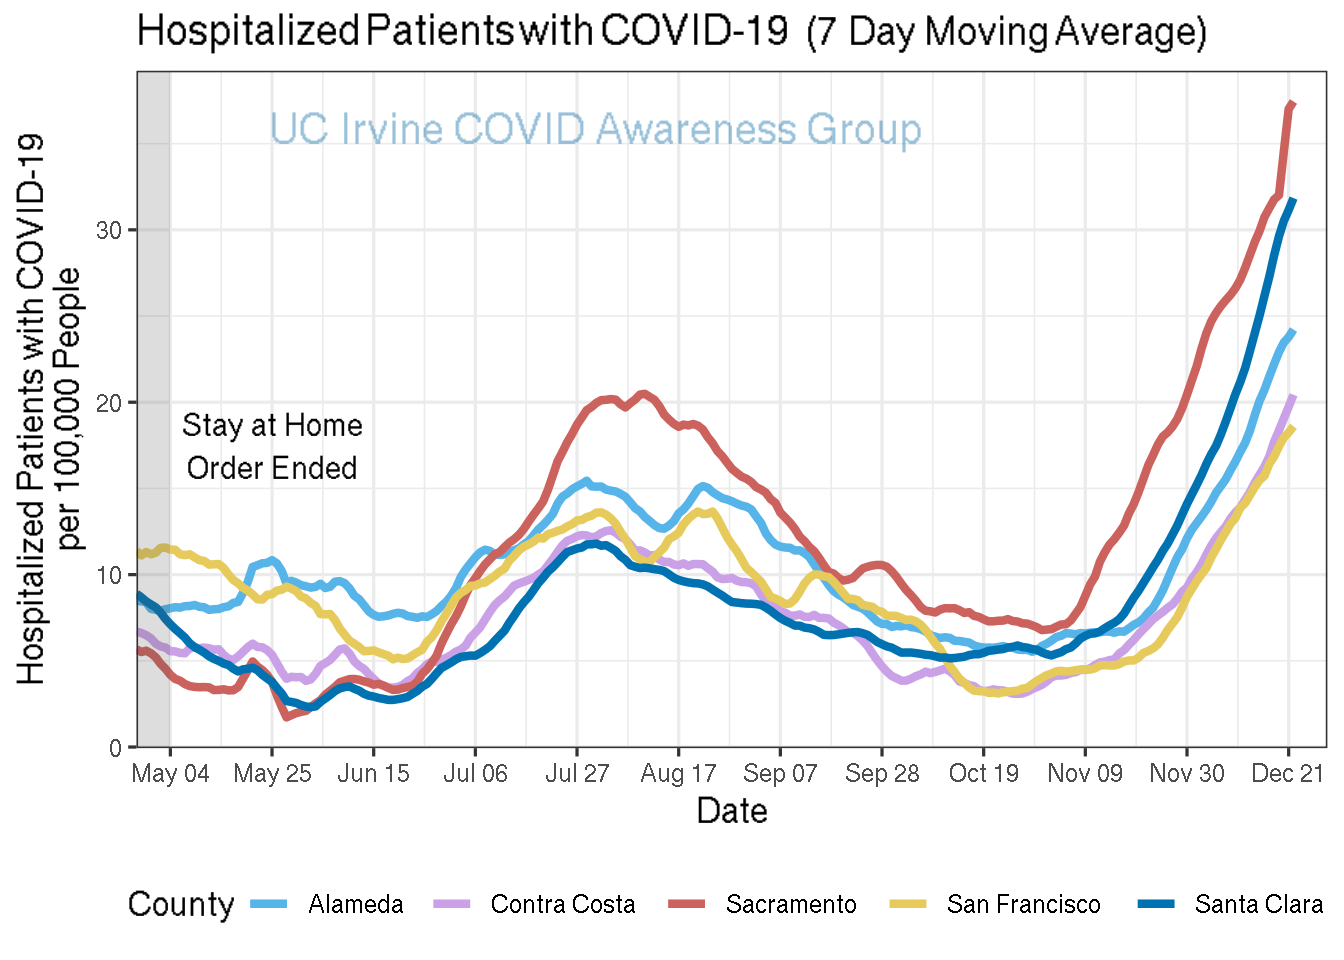 Hospitalized Patients with COVID-19 (7 Day Moving Average)
UC Irvine COVID Awareness Group
Hospitalized Patients with COVID-19
per 100,000 People
30
20
10
0
Stay at Home
Order Ended
May 04 May 25 Jun 15 Jul 06 Jul 27 Aug 17 Sep 07 Sep 28 Oct 19 Nov 09 Nov 30 Dec 21
Date
County Alameda Contra Costa Sacramento San Francisco Santa Clara